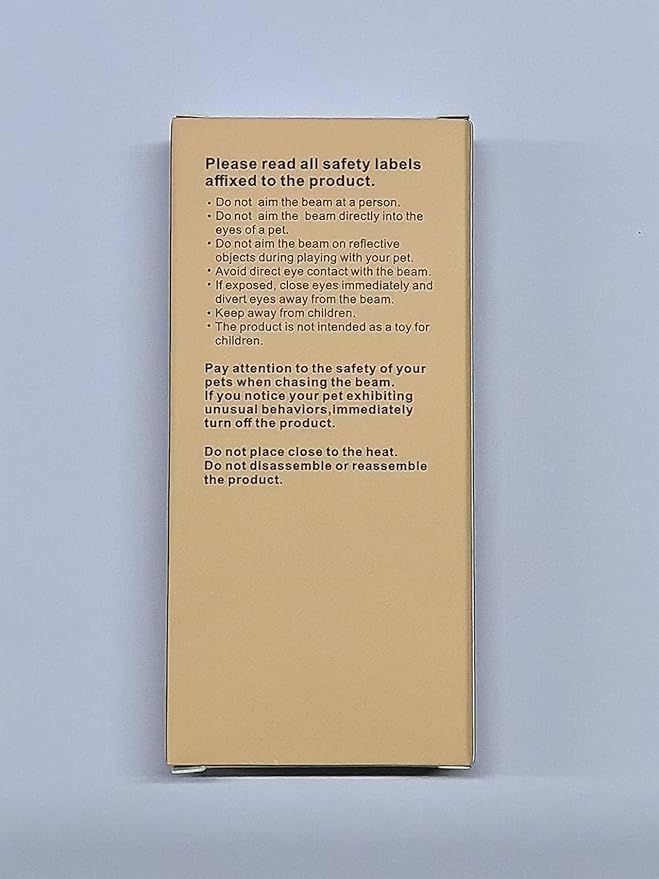 Please read all safety labels
affixed to the product.
• Do not aim the beam at a person.
• Do not aim the beam directly into the
eyes of a pet.
• Do not aim the beam on reflective
objects during playing with your pet.
• Avoid direct eye contact with the beam.
• If exposed, close eyes immediately and
divert eyes away from the beam.
• Keep away from children.
• The product is not intended as a toy for
children.
Pay attention to the safety of your
pets when chasing the beam.
If you notice your pet exhibiting
unusual behaviors,immediately
turn off the product.
Do not place close to the heat.
Do not disassemble or reassemble
the product.